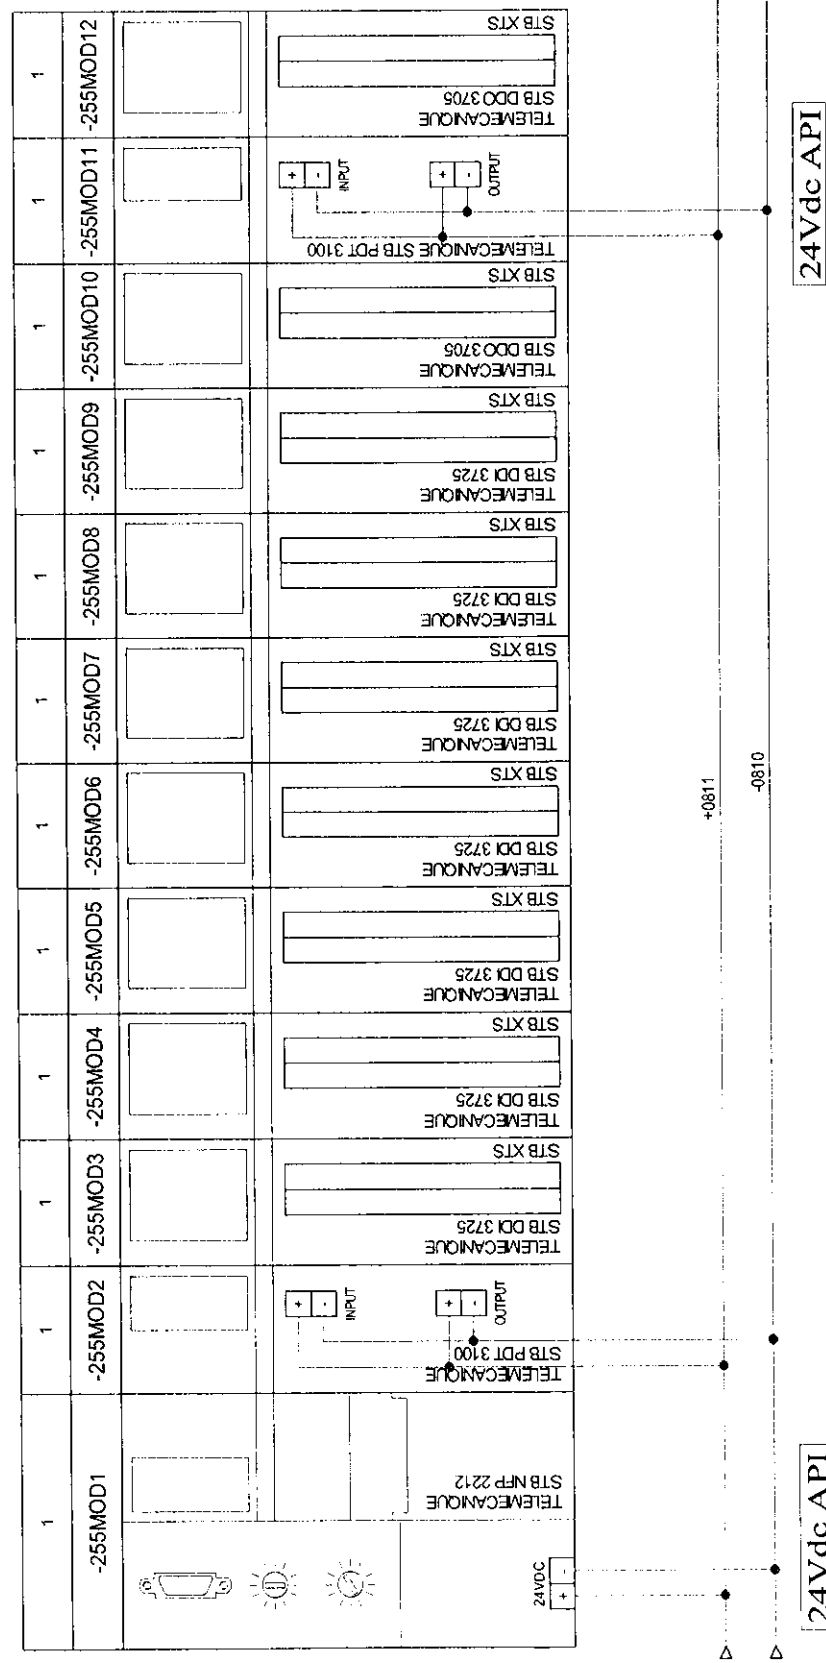 1
-255MOD12
STB XTS
STB DDO 3705
TELEMECANIQUE
1
-255MOD11
+
-
INPUT
+
-
OUTPUT
TELEMECANIQUE STB PDT 3100
24Vdc API
1
-255MOD10
STB XTS
STB DDO 3705
TELEMECANIQUE
1
-255MOD9
STB XTS
STB DDI 3725
TELEMECANIQUE
1
-255MOD8
STB XTS
STB DDI 3725
TELEMECANIQUE
1
-255MOD7
STB XTS
STB DDI 3725
TELEMECANIQUE
1
-255MOD6
STB XTS
STB DDI 3725
TELEMECANIQUE
+0811
-0810
1
-255MOD5
STB XTS
STB DDI 3725
TELEMECANIQUE
1
-255MOD4
STB XTS
STB DDI 3725
TELEMECANIQUE
1
-255MOD3
STB XTS
STB DDI 3725
TELEMECANIQUE
1
-255MOD2
+
-
INPUT
+
-
OUTPUT
STB PDT 3100
TELEMECANIQUE
1
-255MOD1
STB NFP 2212
TELEMECANIQUE
24VDC
-
+
24Vdc API